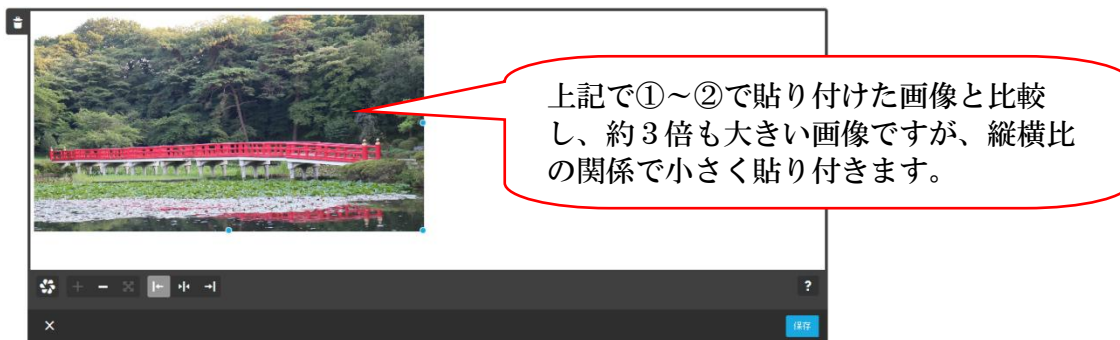 上記で①～②で貼り付けた画像と比較
し、約３倍も大きい画像ですが、縦横比
の関係で小さく貼り付きます。
?
保存